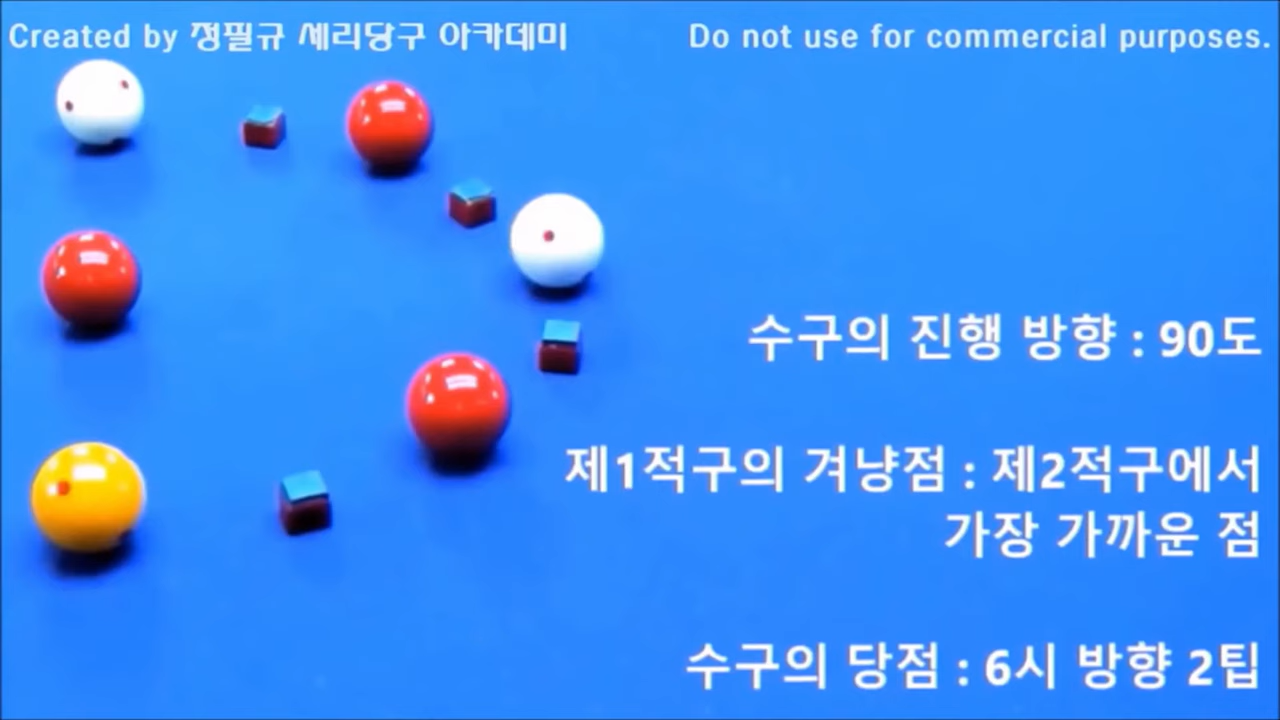 Created by 정필규 세리당구 아카데미
Do not use for commercial purposes.
수구의 진행 방향 : 90도
제1적구의 겨냥점 : 제2적구에서
가장 가까운 점
수구의 당점 : 6시 방향 2팁